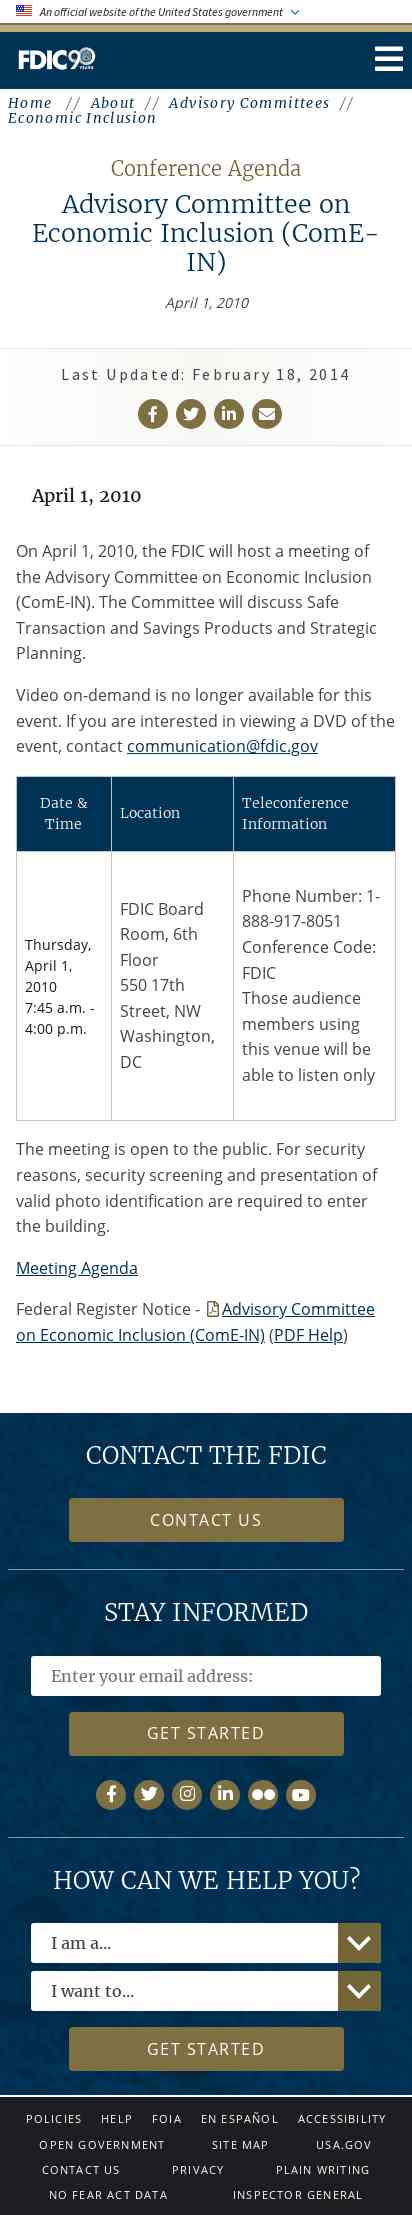 An official website of the United States government
FDIC 90 YEARS
Home // About // Advisory Committees //
Economic Inclusion
Conference Agenda
Advisory Committee on
Economic Inclusion (ComE-
IN)
April 1, 2010
Last Updated: February 18, 2014
April 1, 2010
On April 1, 2010, the FDIC will host a meeting of
the Advisory Committee on Economic Inclusion
(ComE-IN). The Committee will discuss Safe
Transaction and Savings Products and Strategic
Planning.
Video on-demand is no longer available for this
event. If you are interested in viewing a DVD of the
event, contact communication@fdic.gov
Date &
Time
Location
Teleconference
Information
Thursday,
April 1,
2010
7:45 a.m. -
4:00 p.m.
FDIC Board
Room, 6th
Floor
550 17th
Street, NW
Washington,
DC
Phone Number: 1-
888-917-8051
Conference Code:
FDIC
Those audience
members using
this venue will be
able to listen only
The meeting is open to the public. For security
reasons, security screening and presentation of
valid photo identification are required to enter
the building.
Meeting Agenda
Federal Register Notice - Advisory Committee
on Economic Inclusion (ComE-IN) (PDF Help)
CONTACT THE FDIC
CONTACT US
STAY INFORMED
Enter your email address:
GET STARTED
HOW CAN WE HELP YOU?
I am a...
I want to...
GET STARTED
POLICIES HELP FOIA EN ESPAÑOL ACCESSIBILITY
OPEN GOVERNMENT SITE MAP USA.GOV
CONTACT US PRIVACY PLAIN WRITING
NO FEAR ACT DATA INSPECTOR GENERAL